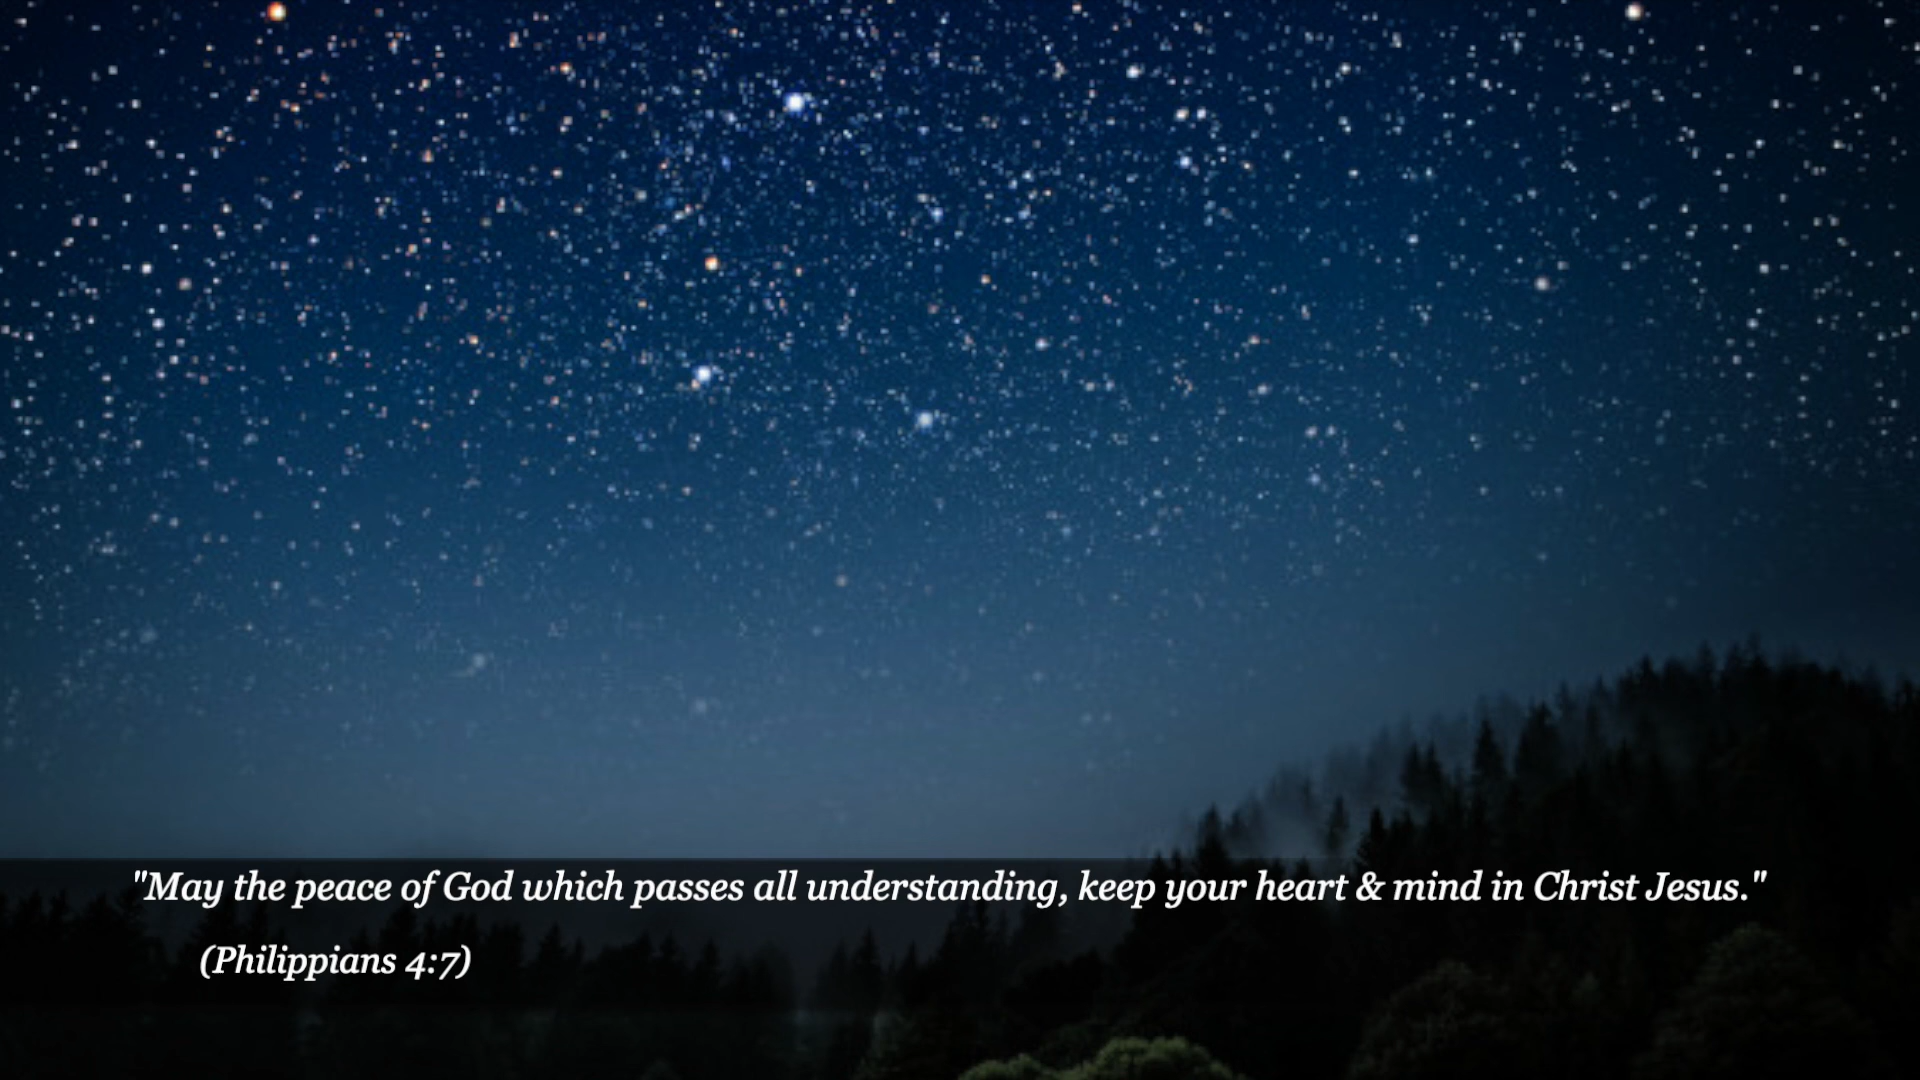 "May the peace of God which passes all understanding, keep your heart & mind in Christ Jesus."
(Philippians 4:7)